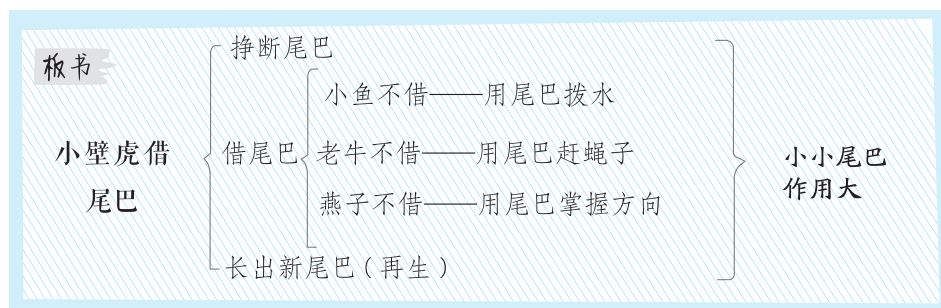 板书
小壁虎借
尾巴
挣断尾巴
借尾巴
小鱼不借——用尾巴拨水
老牛不借——用尾巴赶蝇子
燕子不借——用尾巴掌握方向
长出新尾巴(再生)
小小尾巴
作用大